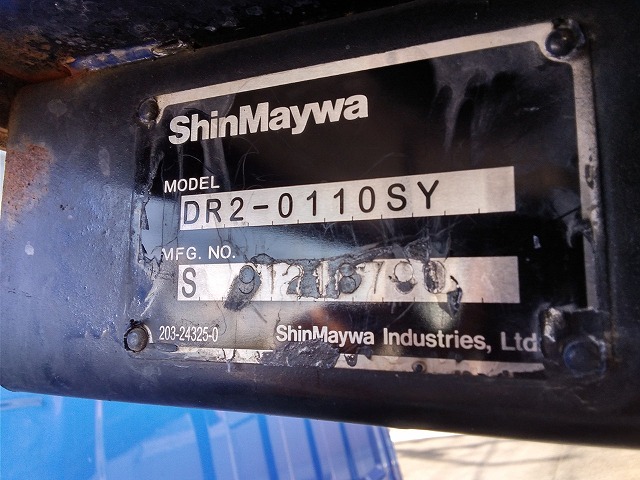 ShinMaywa
MODEL
DR2-0110SY
MFG. NO.
S
203-24325-0 ShinMaywa Industries, Ltd